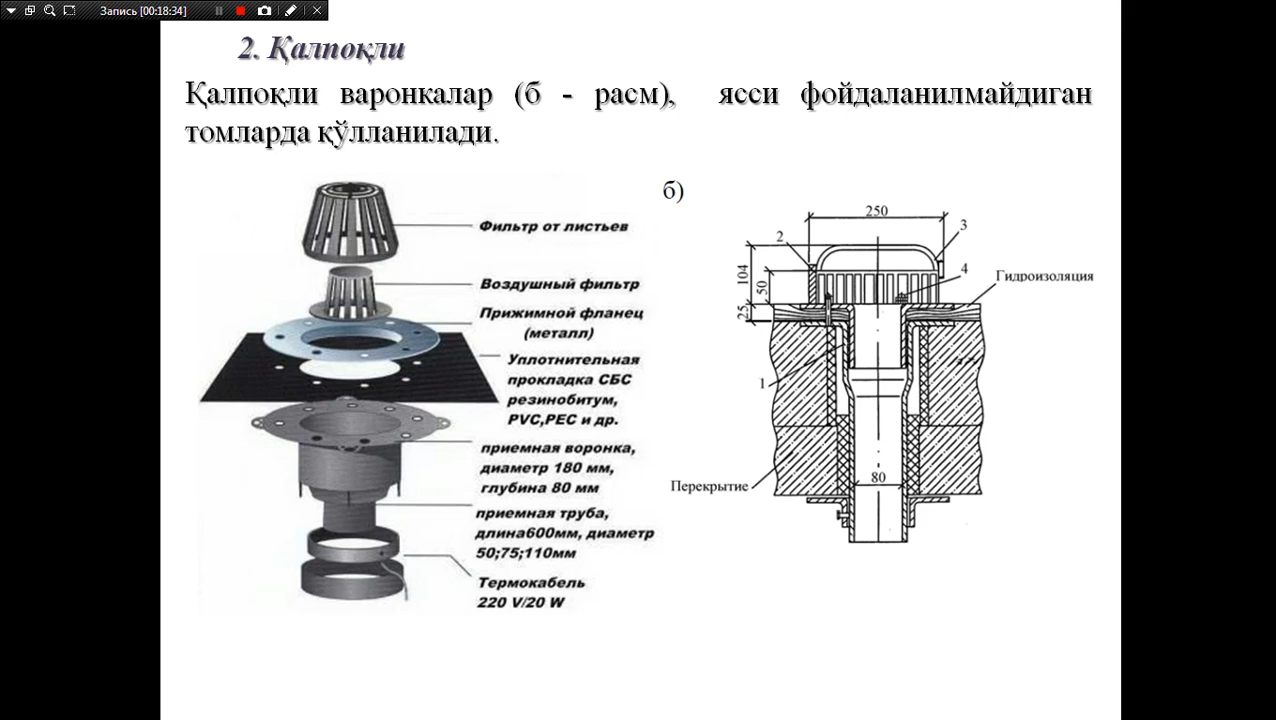 Запись [00:18:34]
2. Қалпоқли
Қалпоқли варонкалар (б - расм), ясси фойдаланилмайдиган
томларда қўлланилади.
Фильтр от листьев
Воздушный фильтр
Прижимной фланец
(металл)
Уплотнительная
прокладка СБС
резинобитум,
PVC,PEC и др.
приемная воронка,
диаметр 180 мм,
глубина 80 мм
приемная труба,
длина600мм, диаметр
50;75;110мм
Термокабель
220 V/20 W
б)
250
2
3
104
50
4
Гидроизоляция
25
1
80
Перекрытие